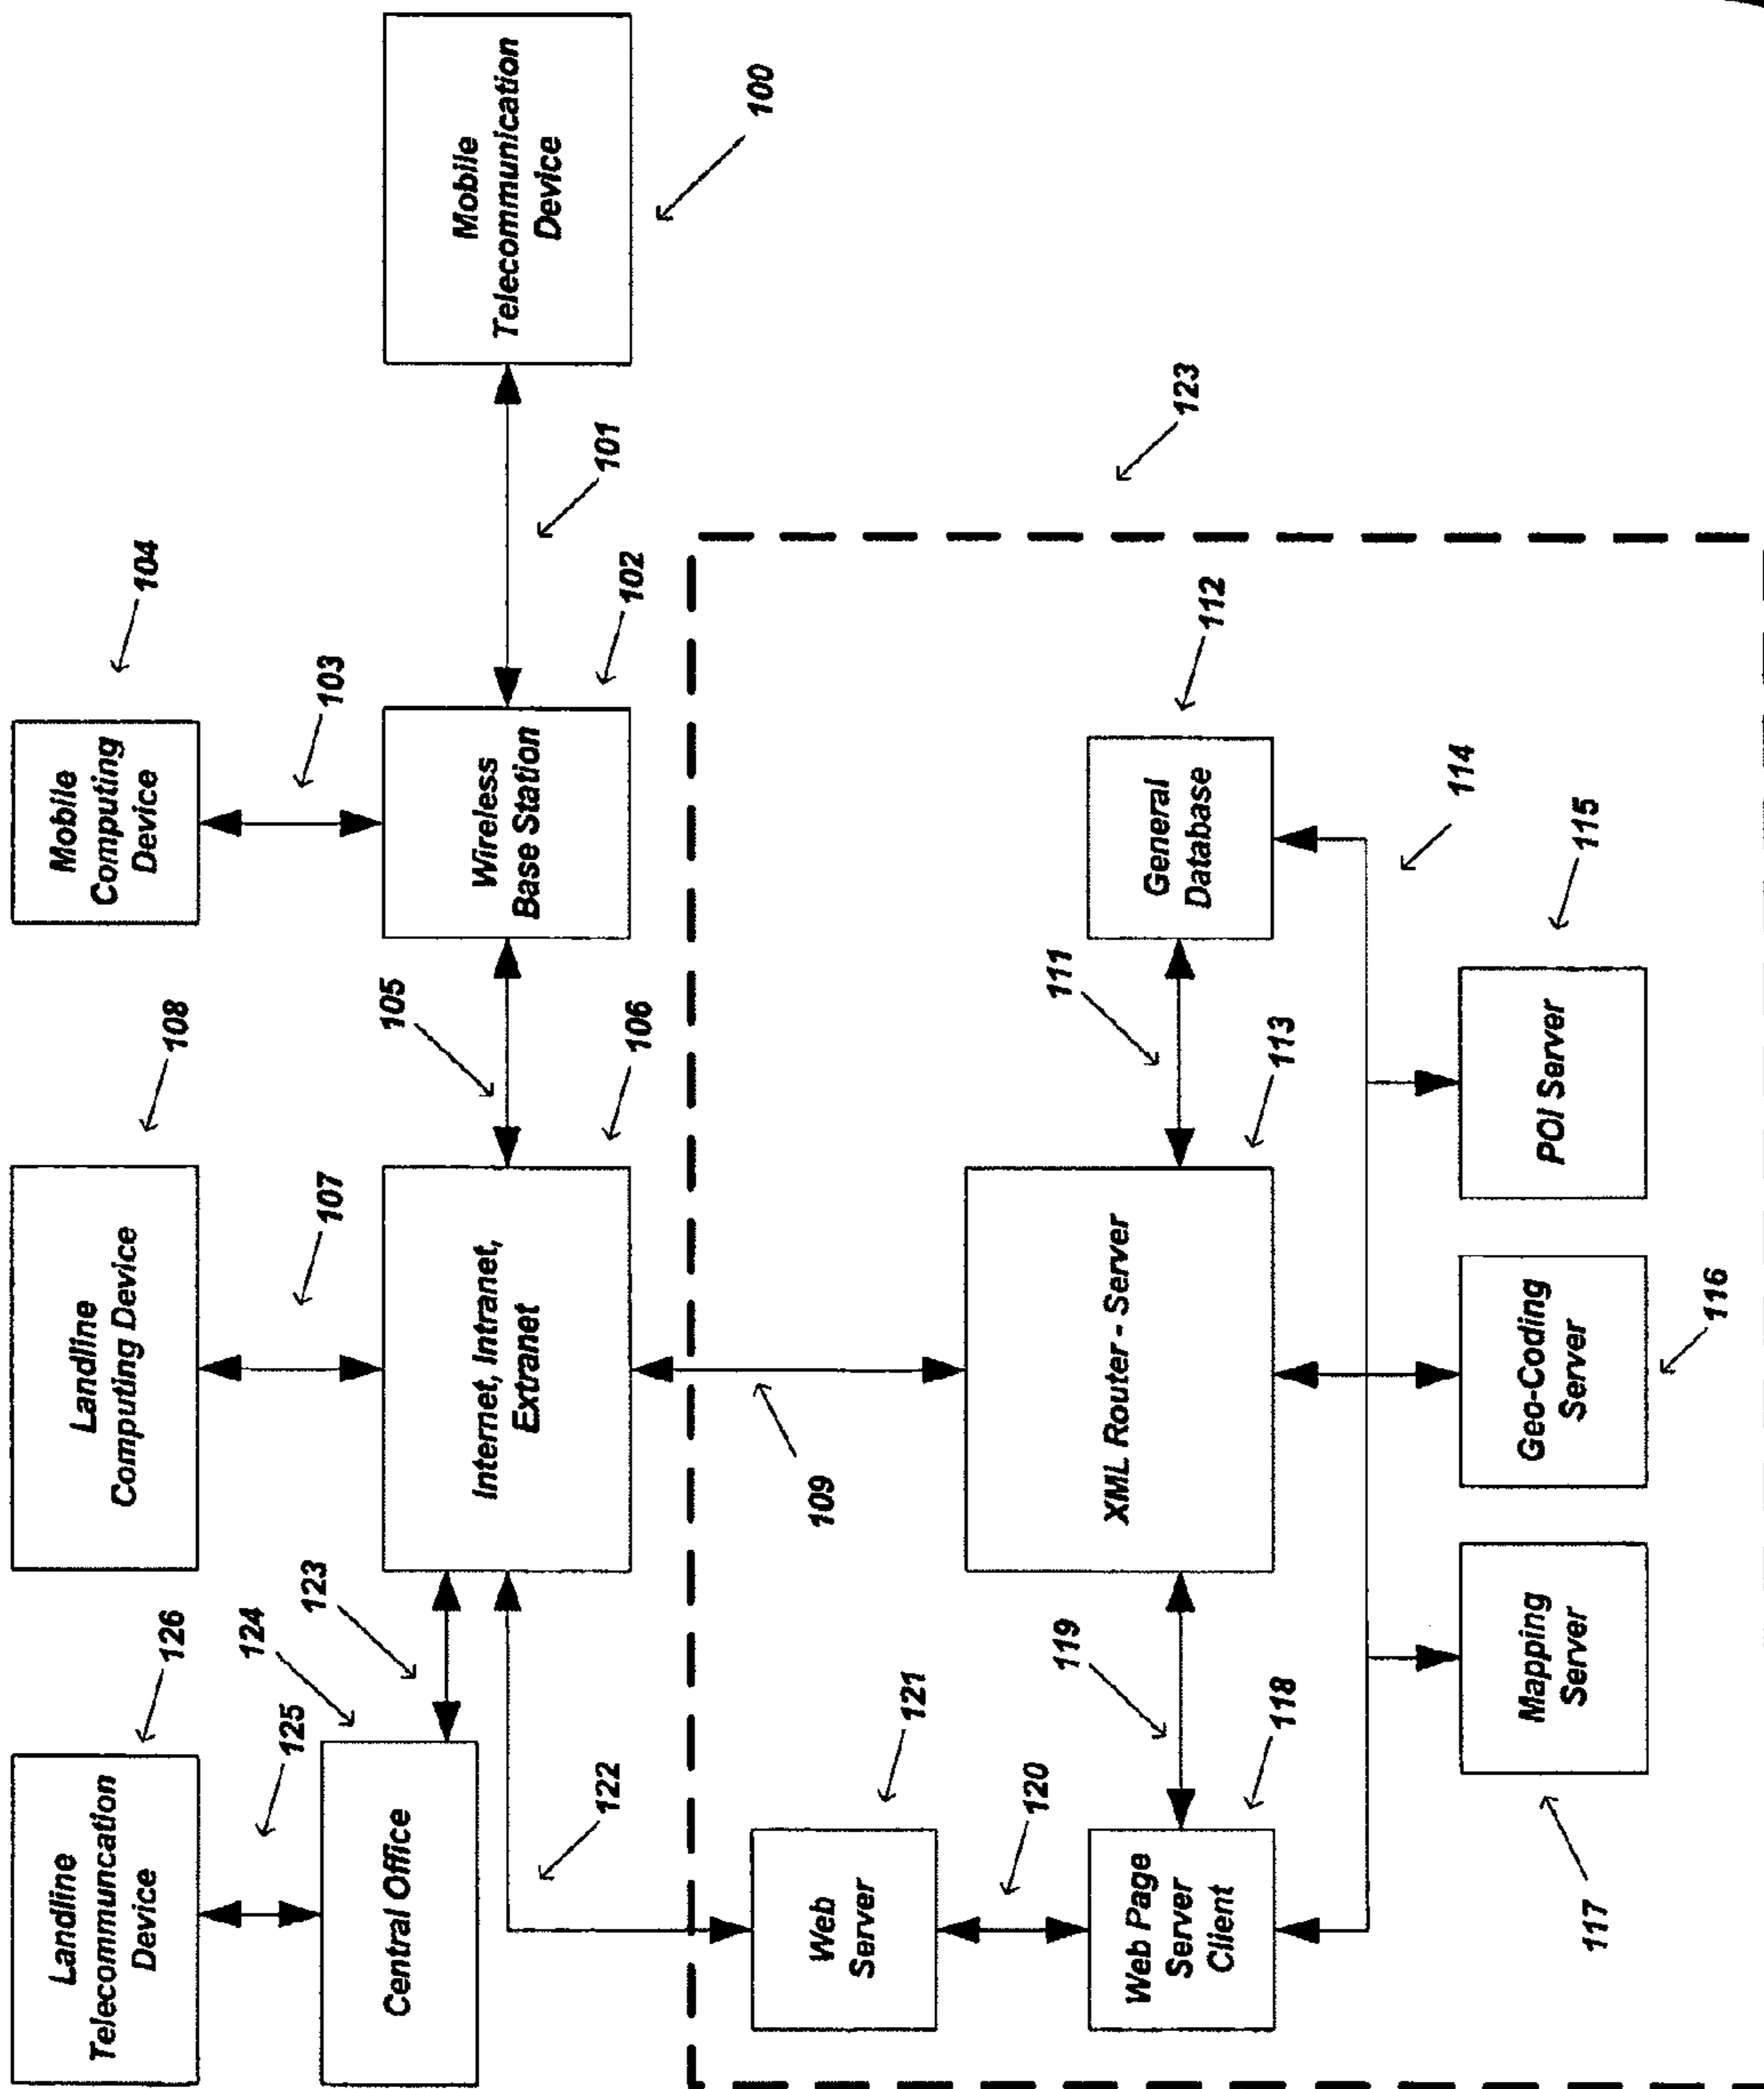 Landline
Telecommuncation
Device
126
Landline
Computing Device
108
Mobile
Computing
Device
104
125
124
123
107
103
Central Office
105
Internet, Intranet,
Extranet
Wireless
Base Station
Mobile
Telecommunication
Device
122
106
102
101
100
109
Web
Server
121
120
119
111
123
Web Page
Server
Client
XML Router - Server
General
Database
118
113
112
114
Mapping
Server
Geo-Coding
Server
POI Server
117
116
115